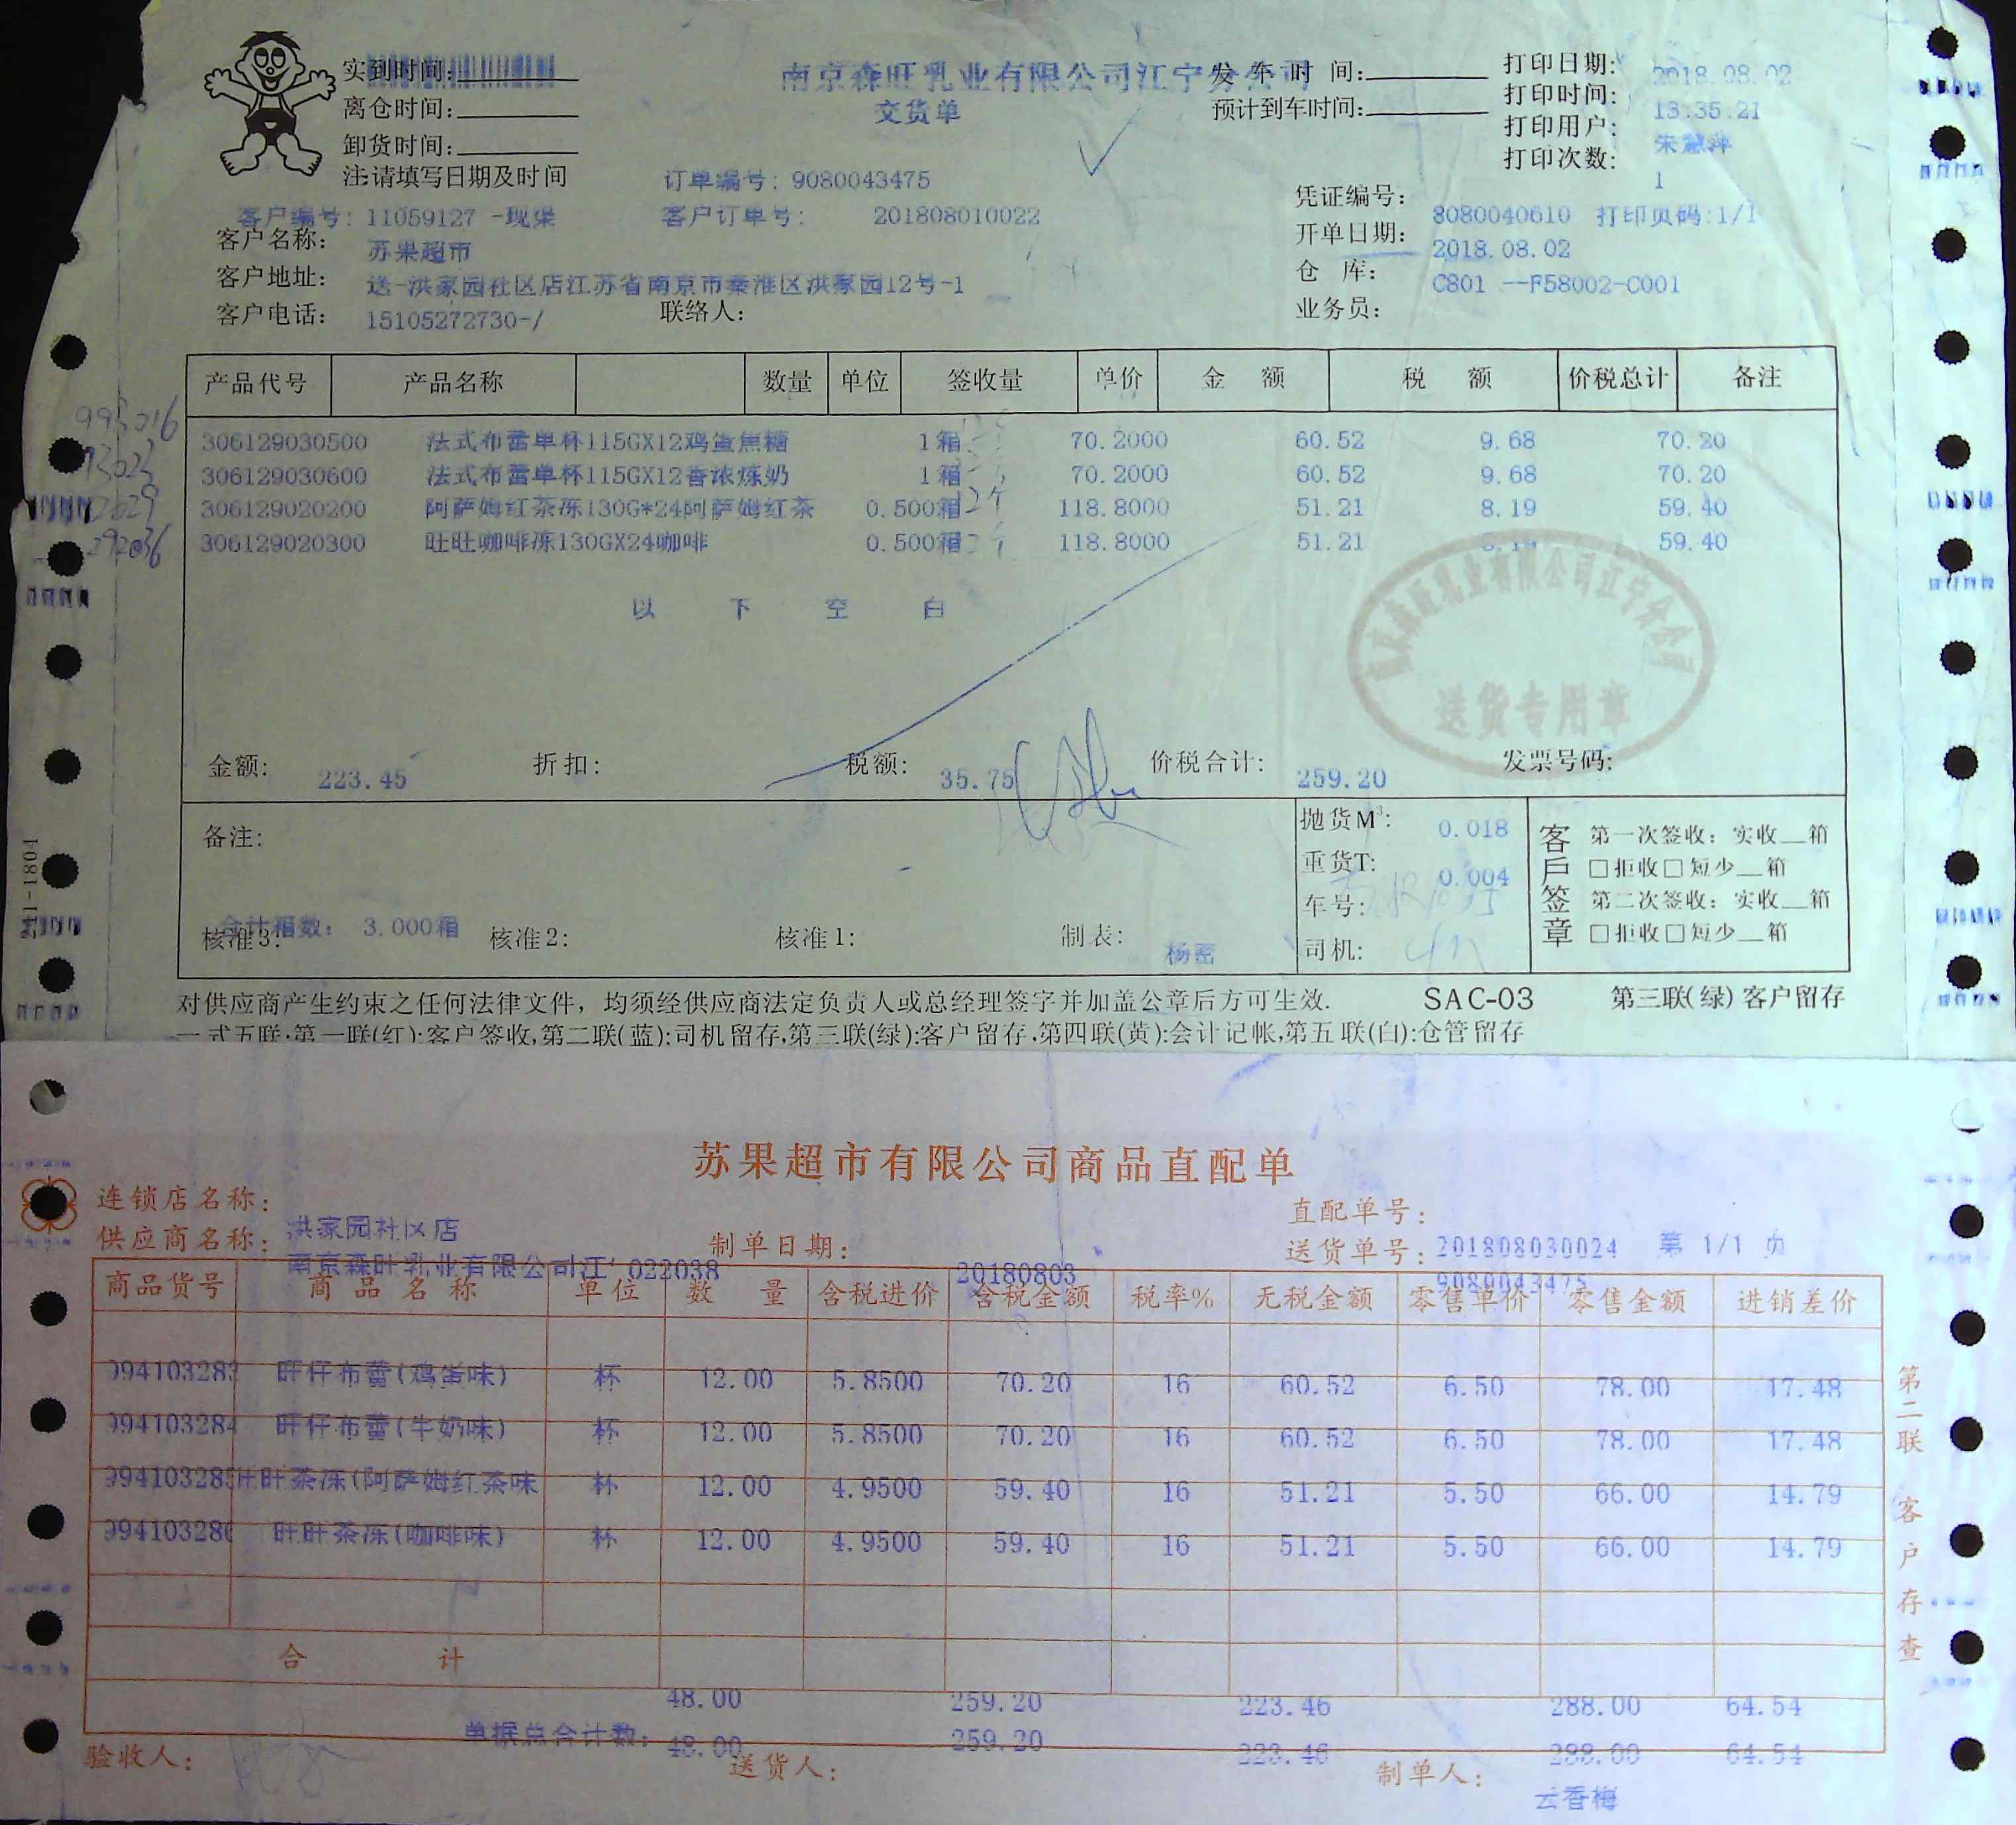 实到时间:
南京森旺乳业有限公司江宁分公司
发车时间:
打印日期: 2018.08.02
离仓时间:
交货单
预计到车时间:
打印时间: 13:35:21
卸货时间:
打印用户:
打印次数: 1
注:请填写日期及时间
订单编号: 9080043475
凭证编号: 8080040610 打印页码:1/1
客户编号: 11059127 -现渠
客户订单号: 201808010022
客户名称: 苏果超市
开单日期: 2018.08.02
客户地址: 送-洪家园社区店江苏省南京市秦淮区洪家园12号-1
仓 库: C801 --F58002-C001
客户电话: 15105272730-/
联络人:
业务员:
产品代号 产品名称 数量 单位 签收量 单价 金 额 税 额 价税总计 备注
306129030500 法式布蕾单杯115GX12鸡蛋焦糖 1箱 70.2000 60.52 9.68 70.20
306129030600 法式布蕾单杯115GX12香浓炼奶 1箱 70.2000 60.52 9.68 70.20
306129020200 阿萨姆红茶冻130G*24阿萨姆红茶 0.500箱 118.8000 51.21 8.19 59.40
306129020300 旺旺咖啡冻130GX24咖啡 0.500箱 118.8000 51.21 59.40
以 下 空 白
送货专用章
金额: 223.45 折扣: 税额: 35.75 价税合计: 259.20 发票号码:
备注:
抛货M³: 0.018
重货T: 0.004
车号:
司机:
客户签章
第一次签收: 实收__箱
□拒收□短少__箱
第二次签收: 实收__箱
□拒收□短少__箱
合计箱数: 3.000箱
核准3: 核准2: 核准1: 制表: 杨密
对供应商产生约束之任何法律文件，均须经供应商法定负责人或总经理签字并加盖公章后方可生效.
SAC-03 第三联(绿)客户留存
一式五联:第一联(红):客户签收,第二联(蓝):司机留存,第三联(绿):客户留存,第四联(黄):会计记帐,第五联(白):仓管留存
苏果超市有限公司商品直配单
连锁店名称: 洪家园社区店
直配单号: 201808030024 第 1/1 页
供应商名称: 南京森旺乳业有限公司江' 022038
制单日期: 20180803
送货单号: 9080043475
商品货号 商品名称 单位 数 量 含税进价 含税金额 税率% 无税金额 零售单价 零售金额 进销差价
994103283 旺仔布蕾(鸡蛋味) 杯 12.00 5.8500 70.20 16 60.52 6.50 78.00 17.48
994103284 旺仔布蕾(牛奶味) 杯 12.00 5.8500 70.20 16 60.52 6.50 78.00 17.48
994103285 旺旺茶冻(阿萨姆红茶味 杯 12.00 4.9500 59.40 16 51.21 5.50 66.00 14.79
994103286 旺旺茶冻(咖啡味) 杯 12.00 4.9500 59.40 16 51.21 5.50 66.00 14.79
合 计
48.00 259.20 223.46 288.00 64.54
单据总合计数: 48.00 259.20 223.46 288.00 64.54
验收人: 送货人: 制单人: 云香梅
第二联 客户存查